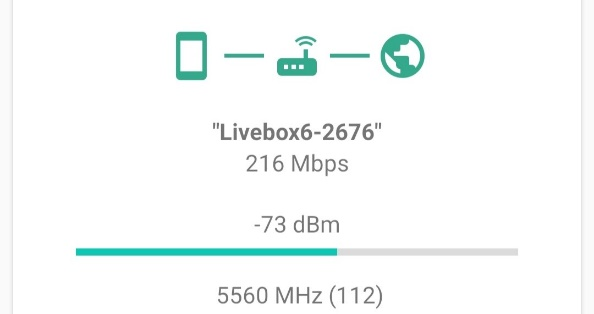 "Livebox6-2676"
216 Mbps
-73 dBm
5560 MHz (112)